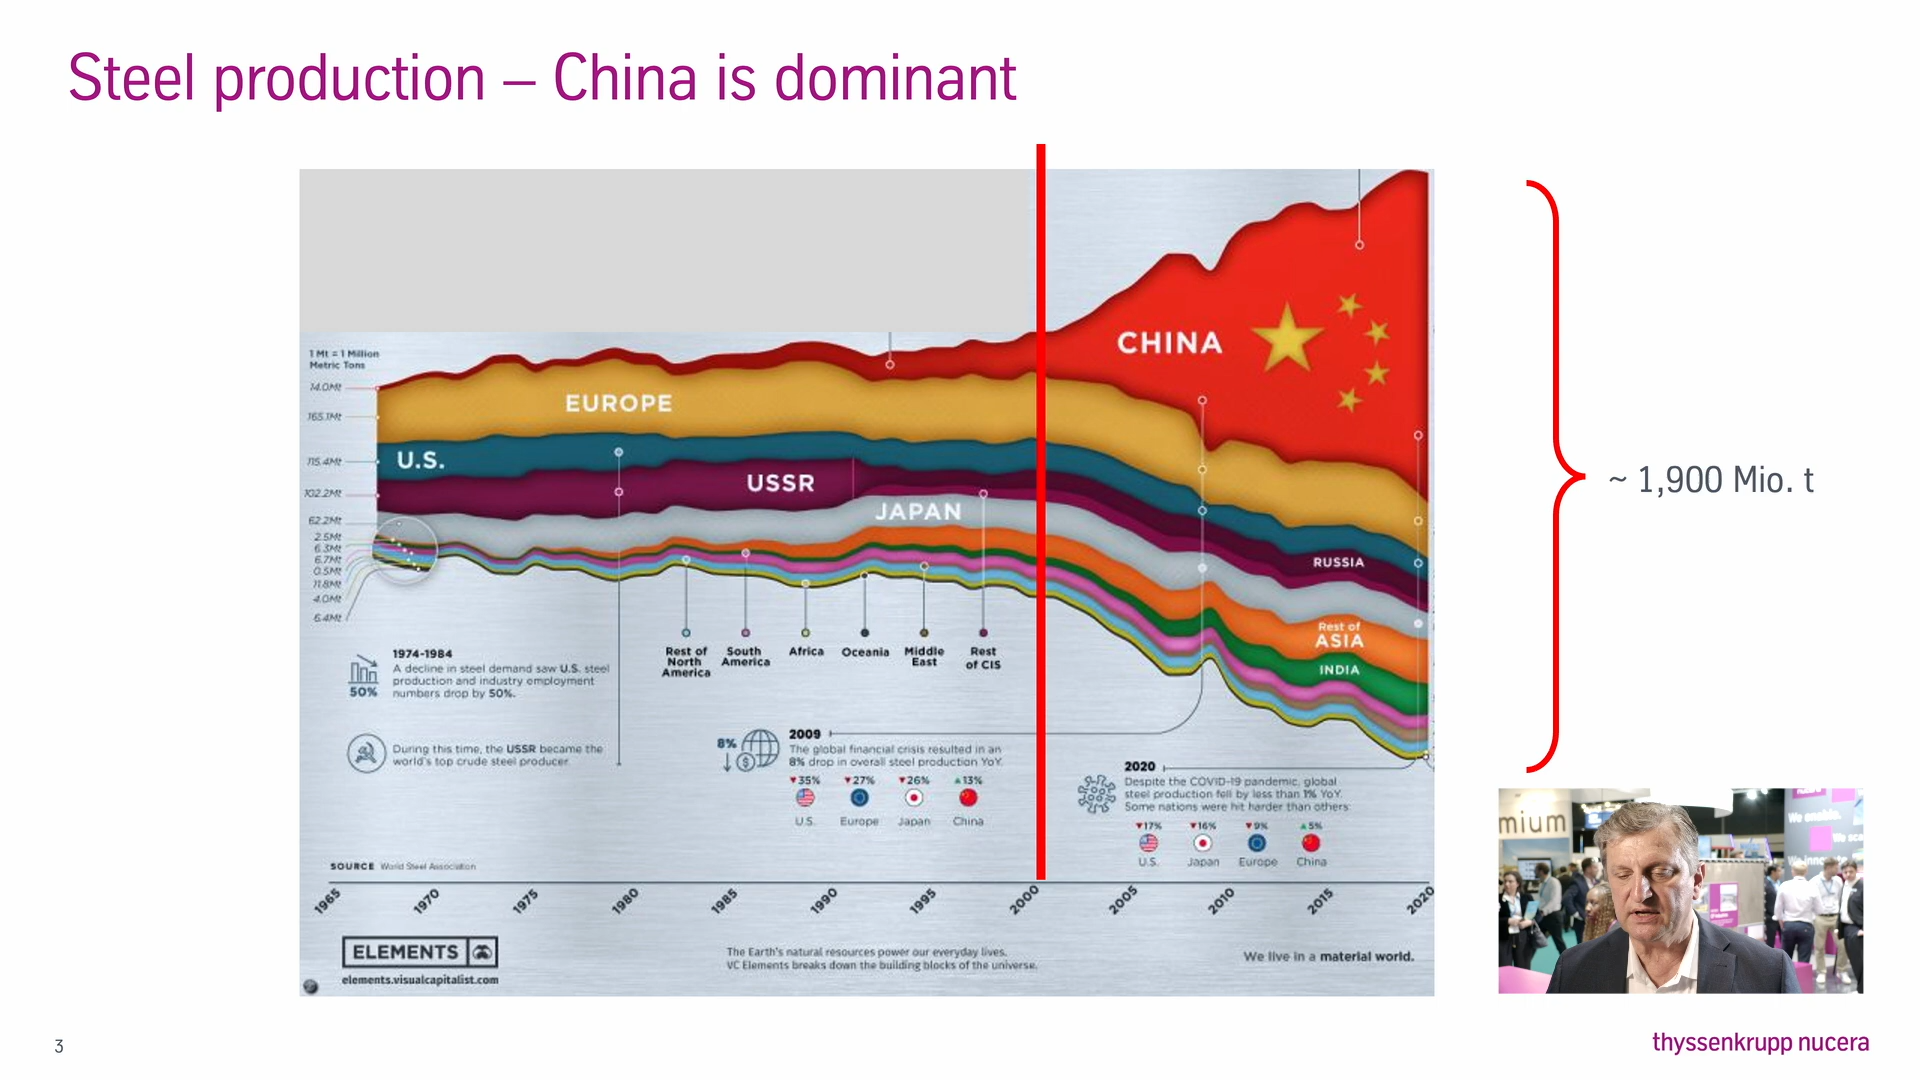 Steel production – China is dominant
1 Mt = 1 Million
Metric Tons
14.0Mt
165.1Mt
115.4Mt
102.2Mt
62.2Mt
2.5Mt
6.3Mt
6.7Mt
0.5Mt
11.8Mt
4.0Mt
6.4Mt
CHINA
EUROPE
U.S.
USSR
JAPAN
RUSSIA
Rest of
ASIA
INDIA
~ 1,900 Mio. t
Rest of
North
America
South
America
Africa
Oceania
Middle
East
Rest
of CIS
50%
1974-1984
A decline in steel demand saw U.S. steel
production and industry employment
numbers drop by 50%.
During this time, the USSR became the
world's top crude steel producer.
8%
2009
The global financial crisis resulted in an
8% drop in overall steel production YoY.
▼35% ▼27% ▼26% ▲13%
U.S. Europe Japan China
2020
Despite the COVID-19 pandemic, global
steel production fell by less than 1% YoY.
Some nations were hit harder than others.
▼17% ▼16% ▼9% ▲5%
U.S. Japan Europe China
SOURCE World Steel Association
1965 1970 1975 1980 1985 1990 1995 2000 2005 2010 2015 2020
ELEMENTS
elements.visualcapitalist.com
The Earth's natural resources power our everyday lives.
VC Elements breaks down the building blocks of the universe.
We live in a material world.
mium
We enable.
3
thyssenkrupp nucera